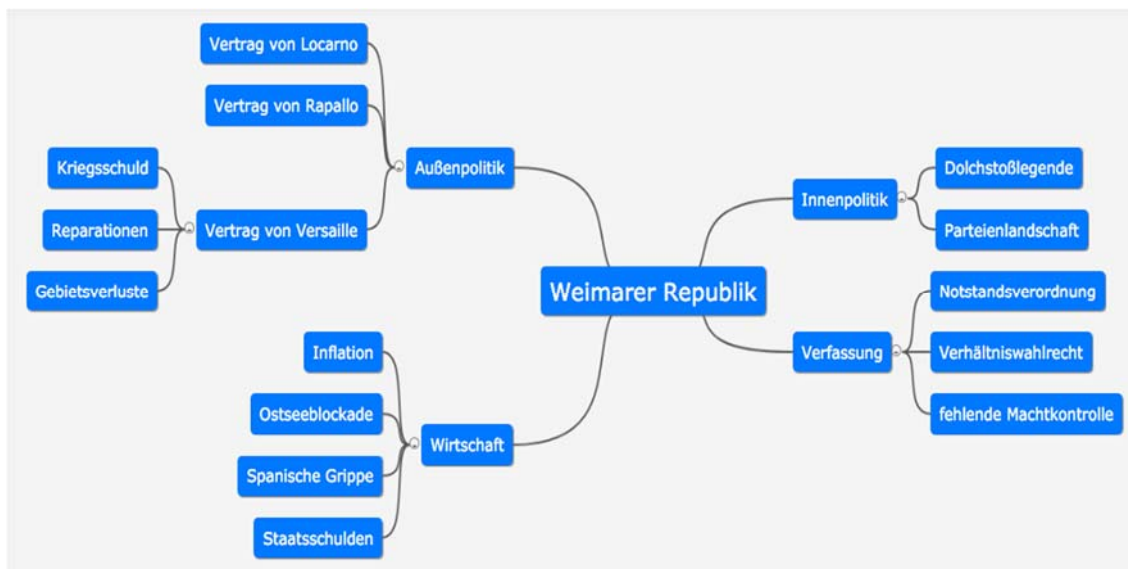 Vertrag von Locarno
Vertrag von Rapallo
Kriegsschuld
Außenpolitik
Dolchstoßlegende
Innenpolitik
Reparationen
Vertrag von Versaille
Parteienlandschaft
Gebietsverluste
Weimarer Republik
Notstandsverordnung
Inflation
Verfassung
Verhältniswahlrecht
Ostseeblockade
fehlende Machtkontrolle
Wirtschaft
Spanische Grippe
Staatsschulden